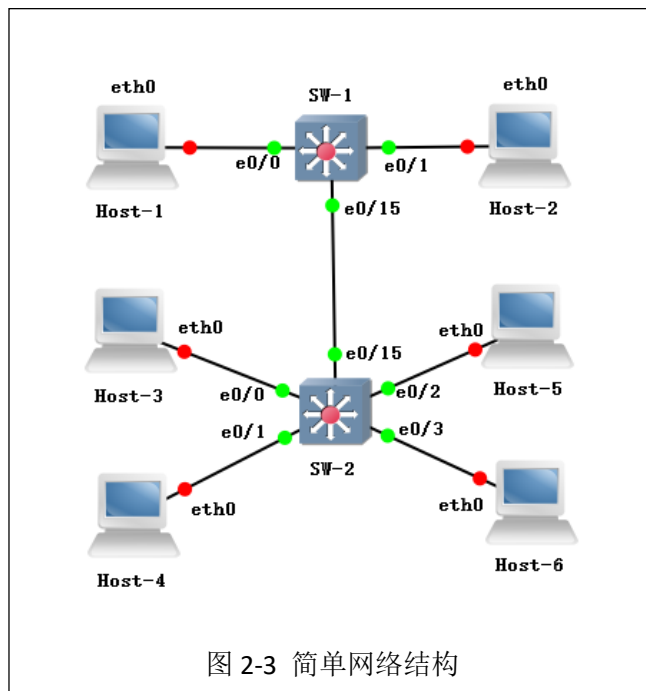 eth0
SW-1
eth0
e0/0
e0/1
Host-1
Host-2
e0/15
eth0
eth0
e0/15
Host-3
Host-5
e0/0
e0/2
e0/1
e0/3
SW-2
eth0
eth0
Host-4
Host-6
图 2-3 简单网络结构